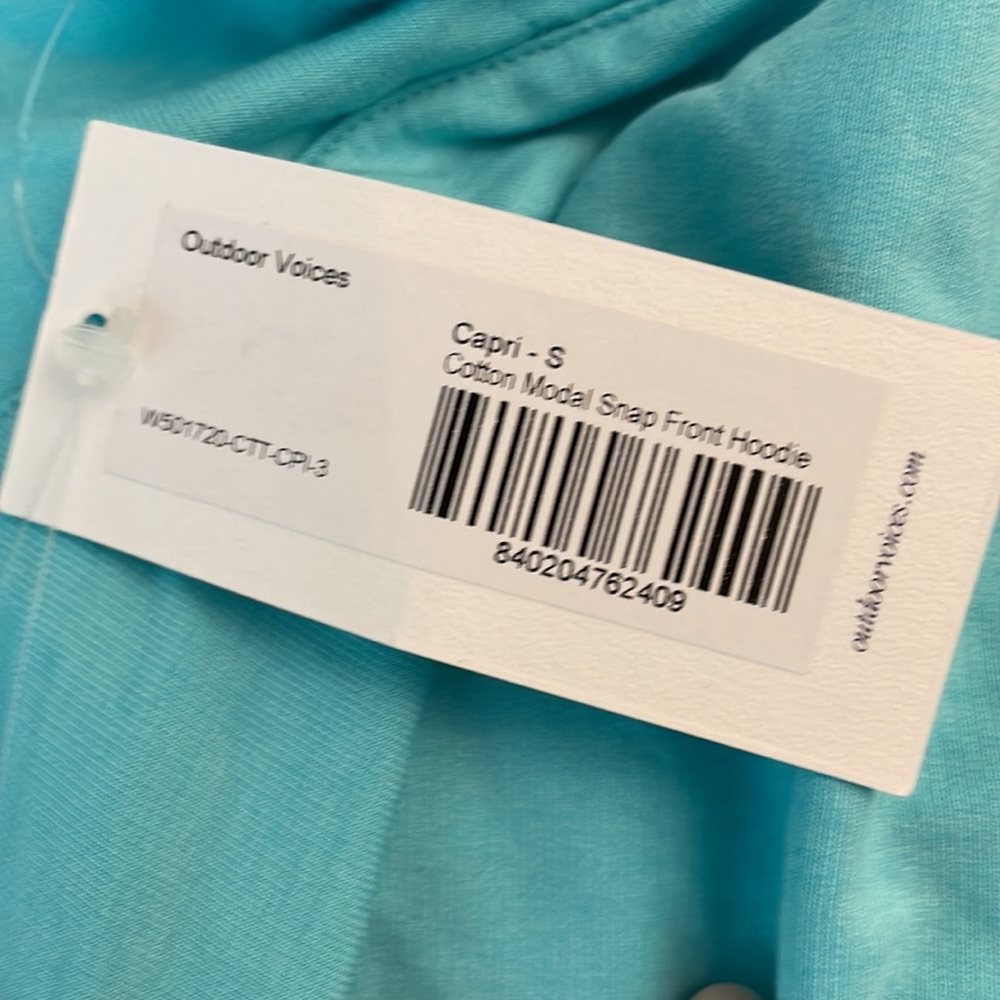 Outdoor Voices
Capri - S
Cotton Modal Snap Front Hoodie
W501720-CTT-CPI-3
840204762409
outdoorvoices.com